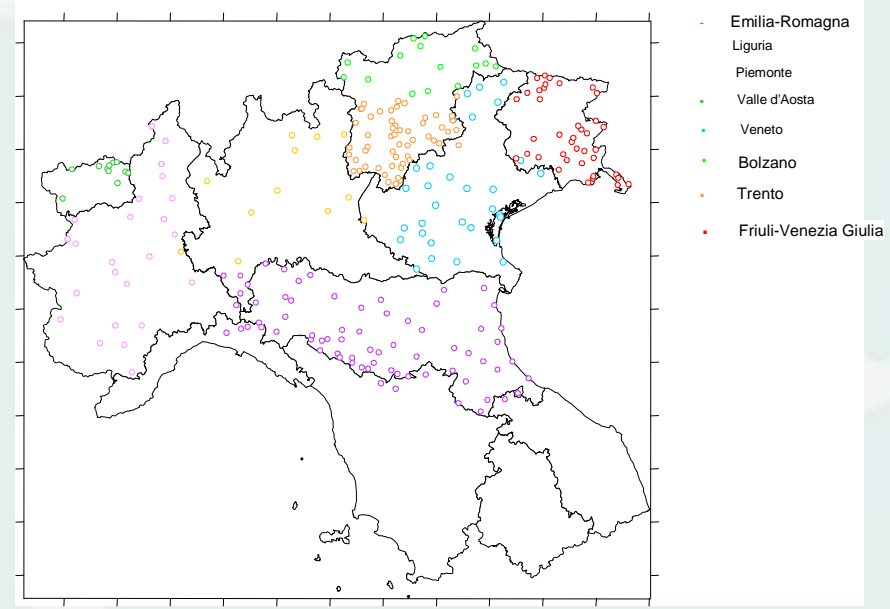 Emilia-Romagna
Liguria
Piemonte
Valle d'Aosta
Veneto
Bolzano
Trento
Friuli-Venezia Giulia